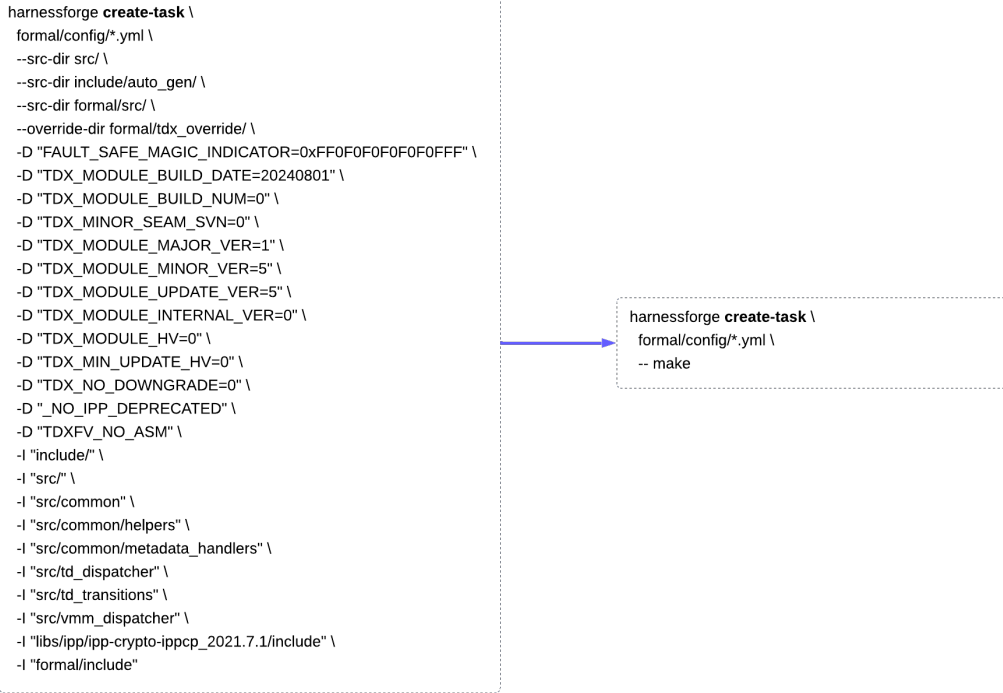 harnessforge create-task \
formal/config/*.yml \
--src-dir src/ \
--src-dir include/auto_gen/ \
--src-dir formal/src/ \
--override-dir formal/tdx_override/ \
-D "FAULT_SAFE_MAGIC_INDICATOR=0xFF0F0F0F0F0F0FFF" \
-D "TDX_MODULE_BUILD_DATE=20240801" \
-D "TDX_MODULE_BUILD_NUM=0" \
-D "TDX_MINOR_SEAM_SVN=0" \
-D "TDX_MODULE_MAJOR_VER=1" \
-D "TDX_MODULE_MINOR_VER=5" \
-D "TDX_MODULE_UPDATE_VER=5" \
-D "TDX_MODULE_INTERNAL_VER=0" \
-D "TDX_MODULE_HV=0" \
-D "TDX_MIN_UPDATE_HV=0" \
-D "TDX_NO_DOWNGRADE=0" \
-D "_NO_IPP_DEPRECATED" \
-D "TDXFV_NO_ASM" \
-I "include/" \
-I "src/" \
-I "src/common" \
-I "src/common/helpers" \
-I "src/common/metadata_handlers" \
-I "src/td_dispatcher" \
-I "src/td_transitions" \
-I "src/vmm_dispatcher" \
-I "libs/ipp/ipp-crypto-ippcp_2021.7.1/include" \
-I "formal/include"
harnessforge create-task \
formal/config/*.yml \
-- make